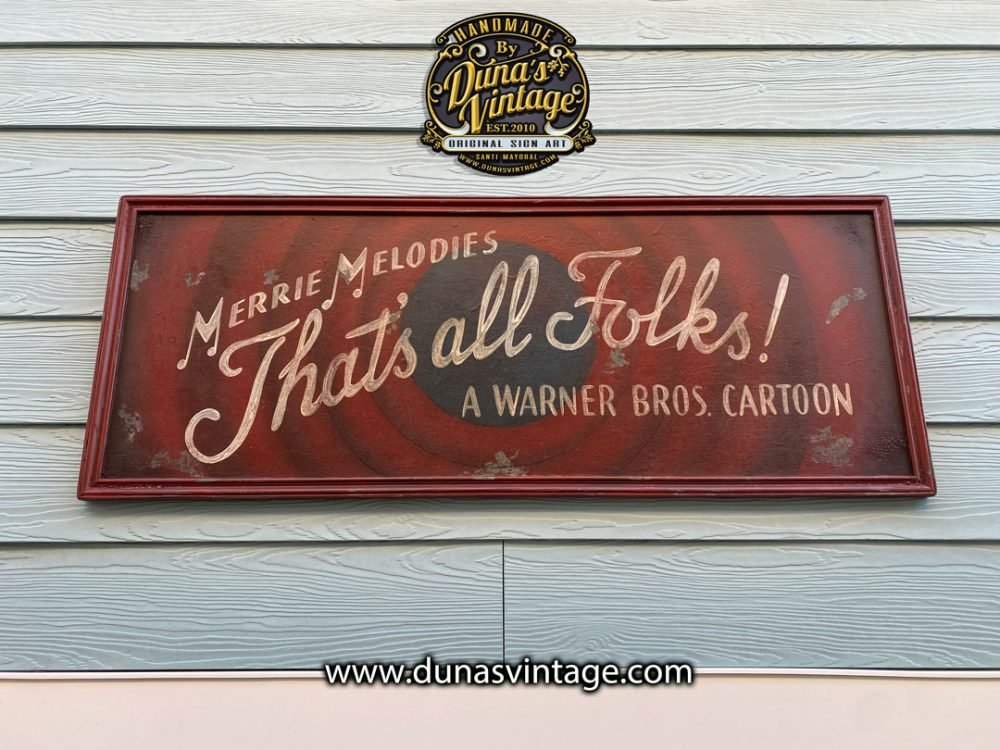 HANDMADE
By
Duna's
Vintage
EST.2010
ORIGINAL SIGN ART
SANTI MAYORAL
WWW.DUNASVINTAGE.COM
MERRIE MELODIES
That's all Folks!
A WARNER BROS. CARTOON
www.dunasvintage.com